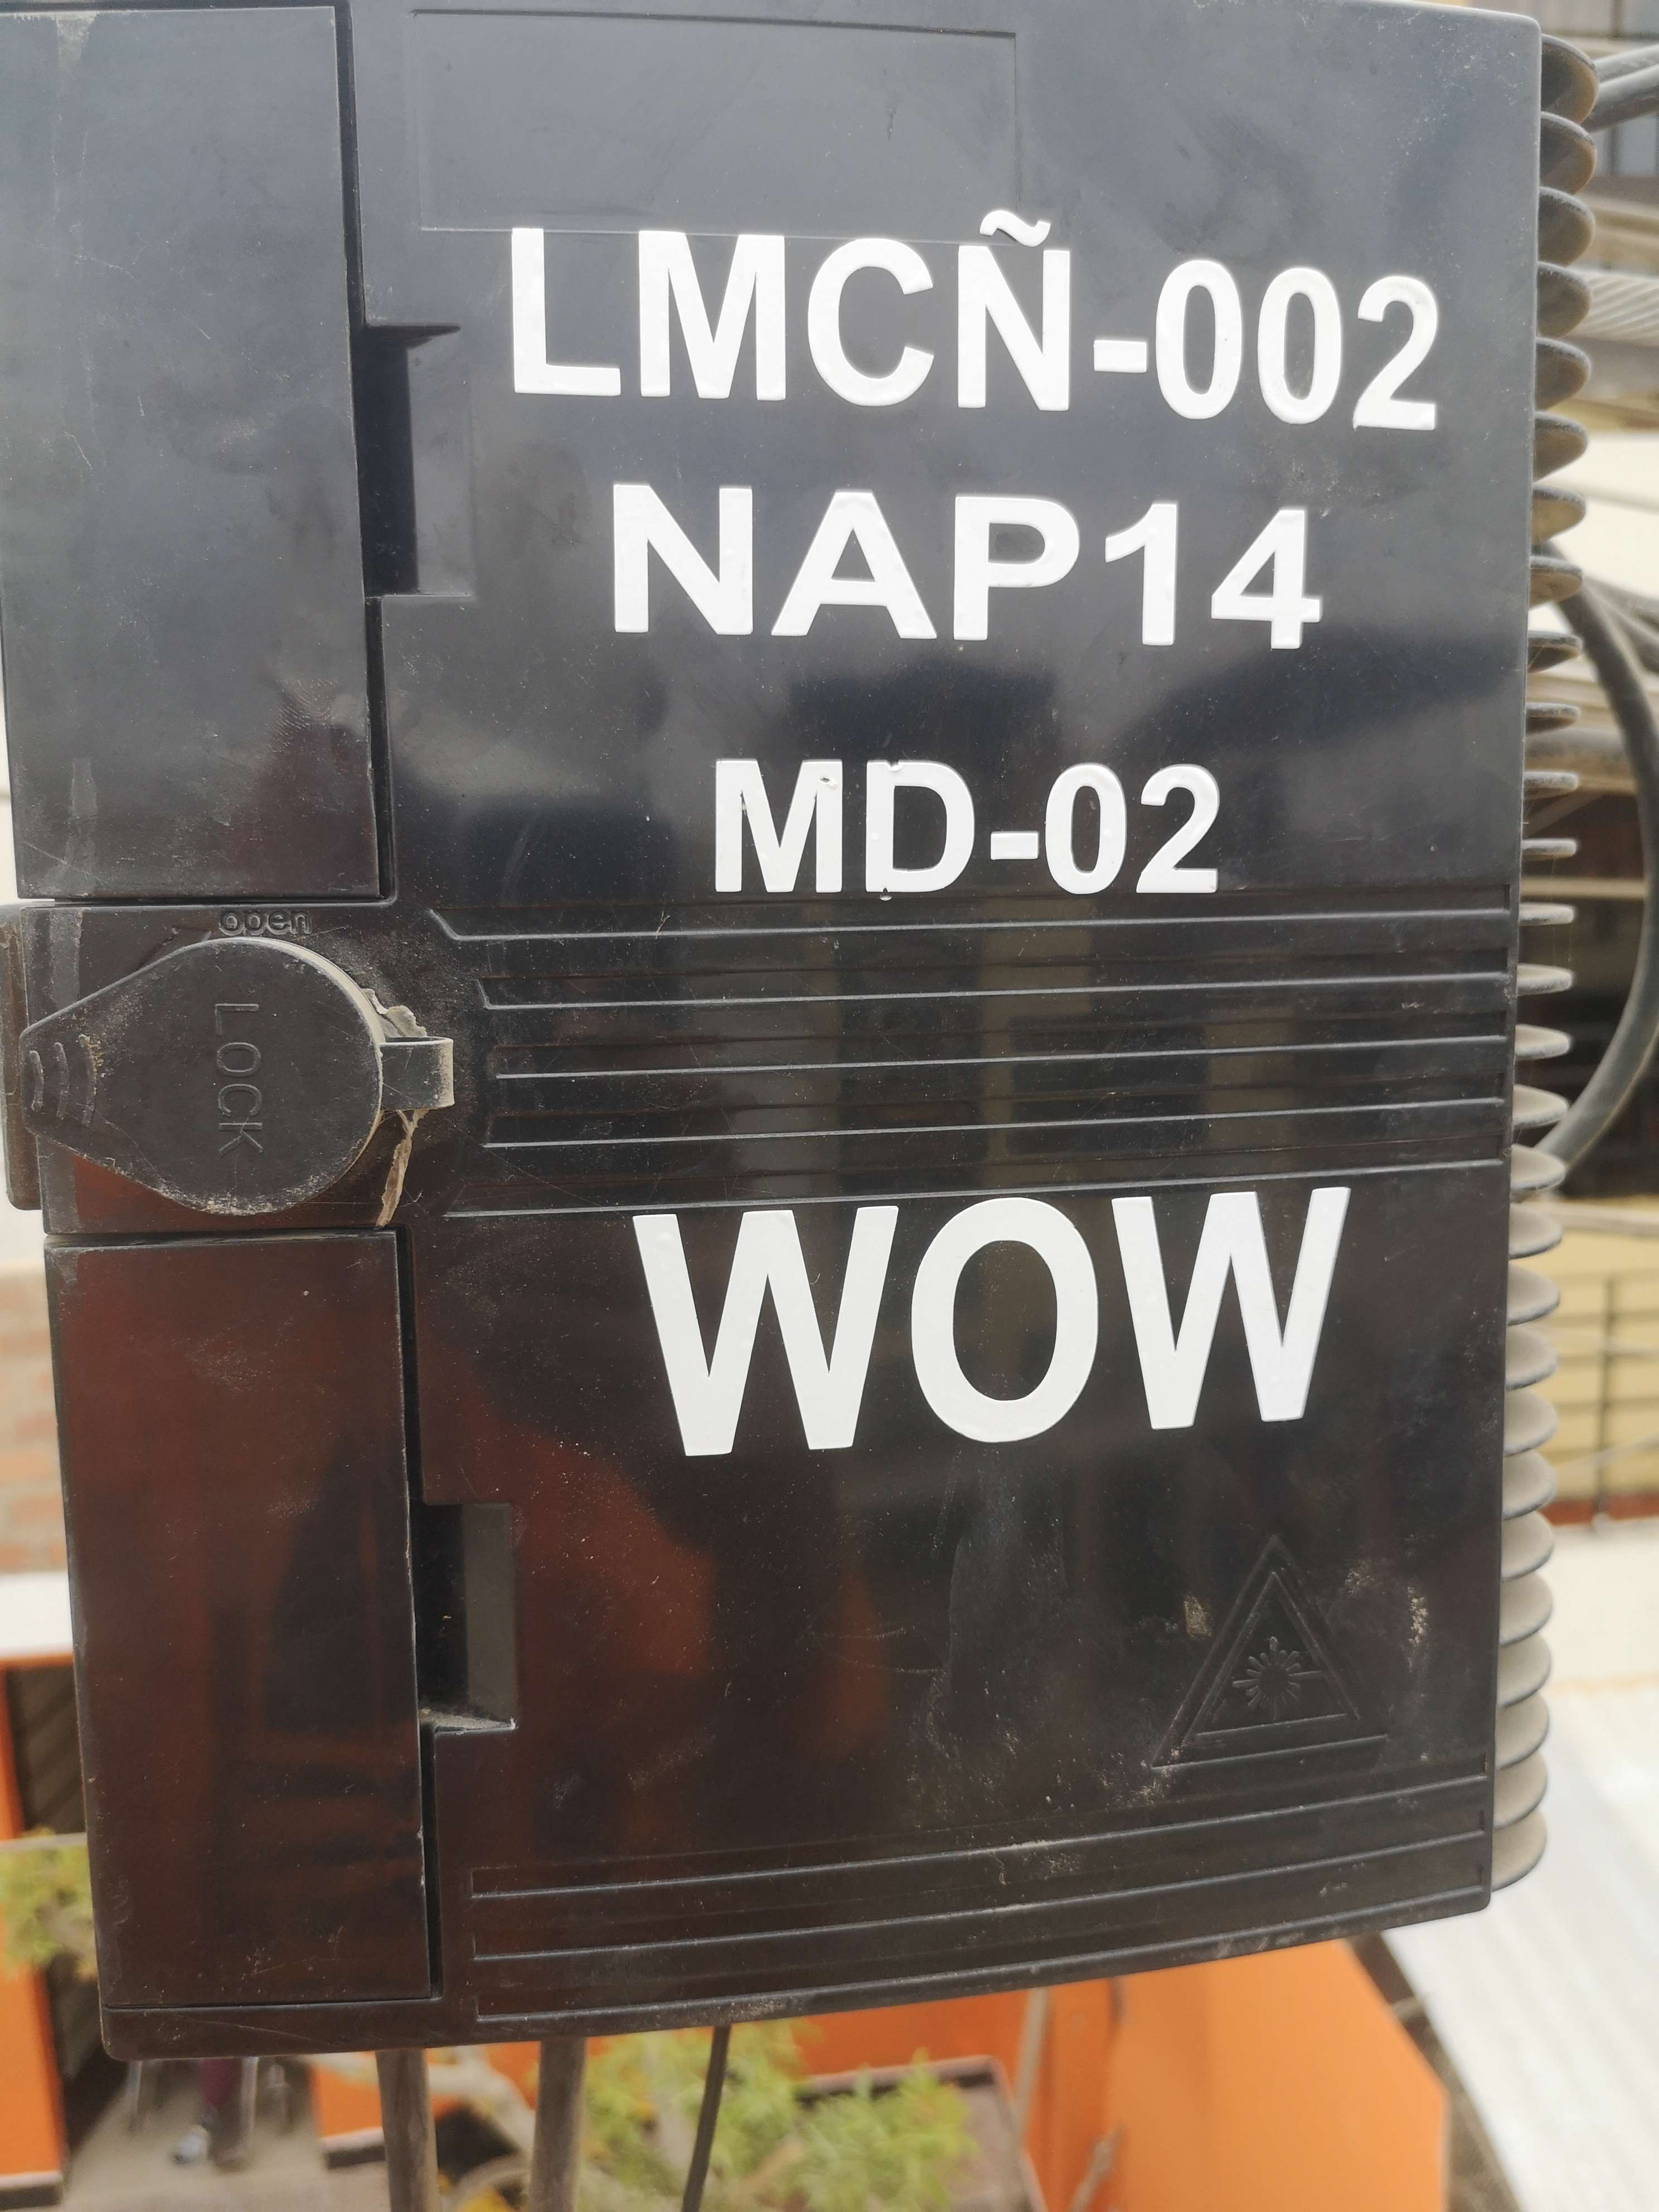 LMCÑ-002
NAP14
MD-02
open
LOCK
WOW